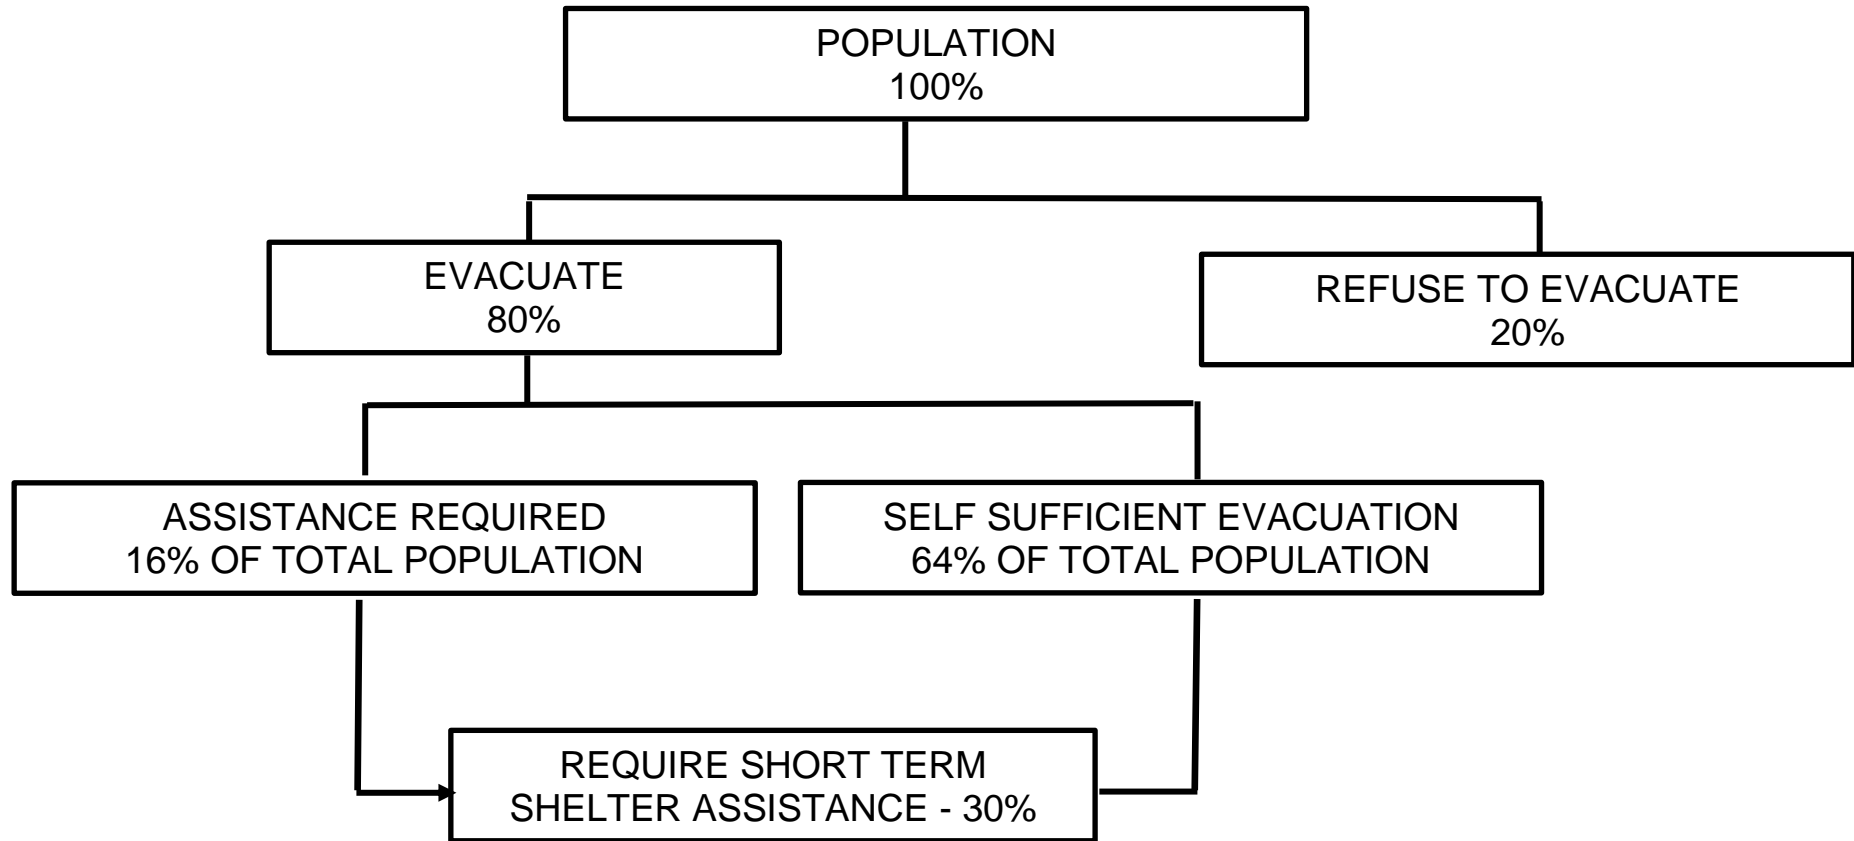 POPULATION
100%
EVACUATE
80%
REFUSE TO EVACUATE
20%
ASSISTANCE REQUIRED
16% OF TOTAL POPULATION
SELF SUFFICIENT EVACUATION
64% OF TOTAL POPULATION
REQUIRE SHORT TERM
SHELTER ASSISTANCE - 30%